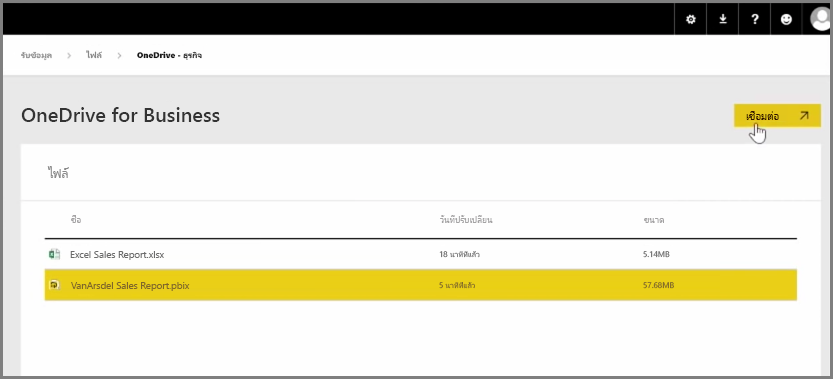 รับข้อมูล > ไฟล์ > OneDrive - ธุรกิจ
OneDrive for Business
เชื่อมต่อ
ไฟล์
ชื่อ วันที่ปรับเปลี่ยน ขนาด
Excel Sales Report.xlsx 18 นาทีที่แล้ว 5.14MB
VanArsdel Sales Report.pbix 5 นาทีที่แล้ว 57.68MB